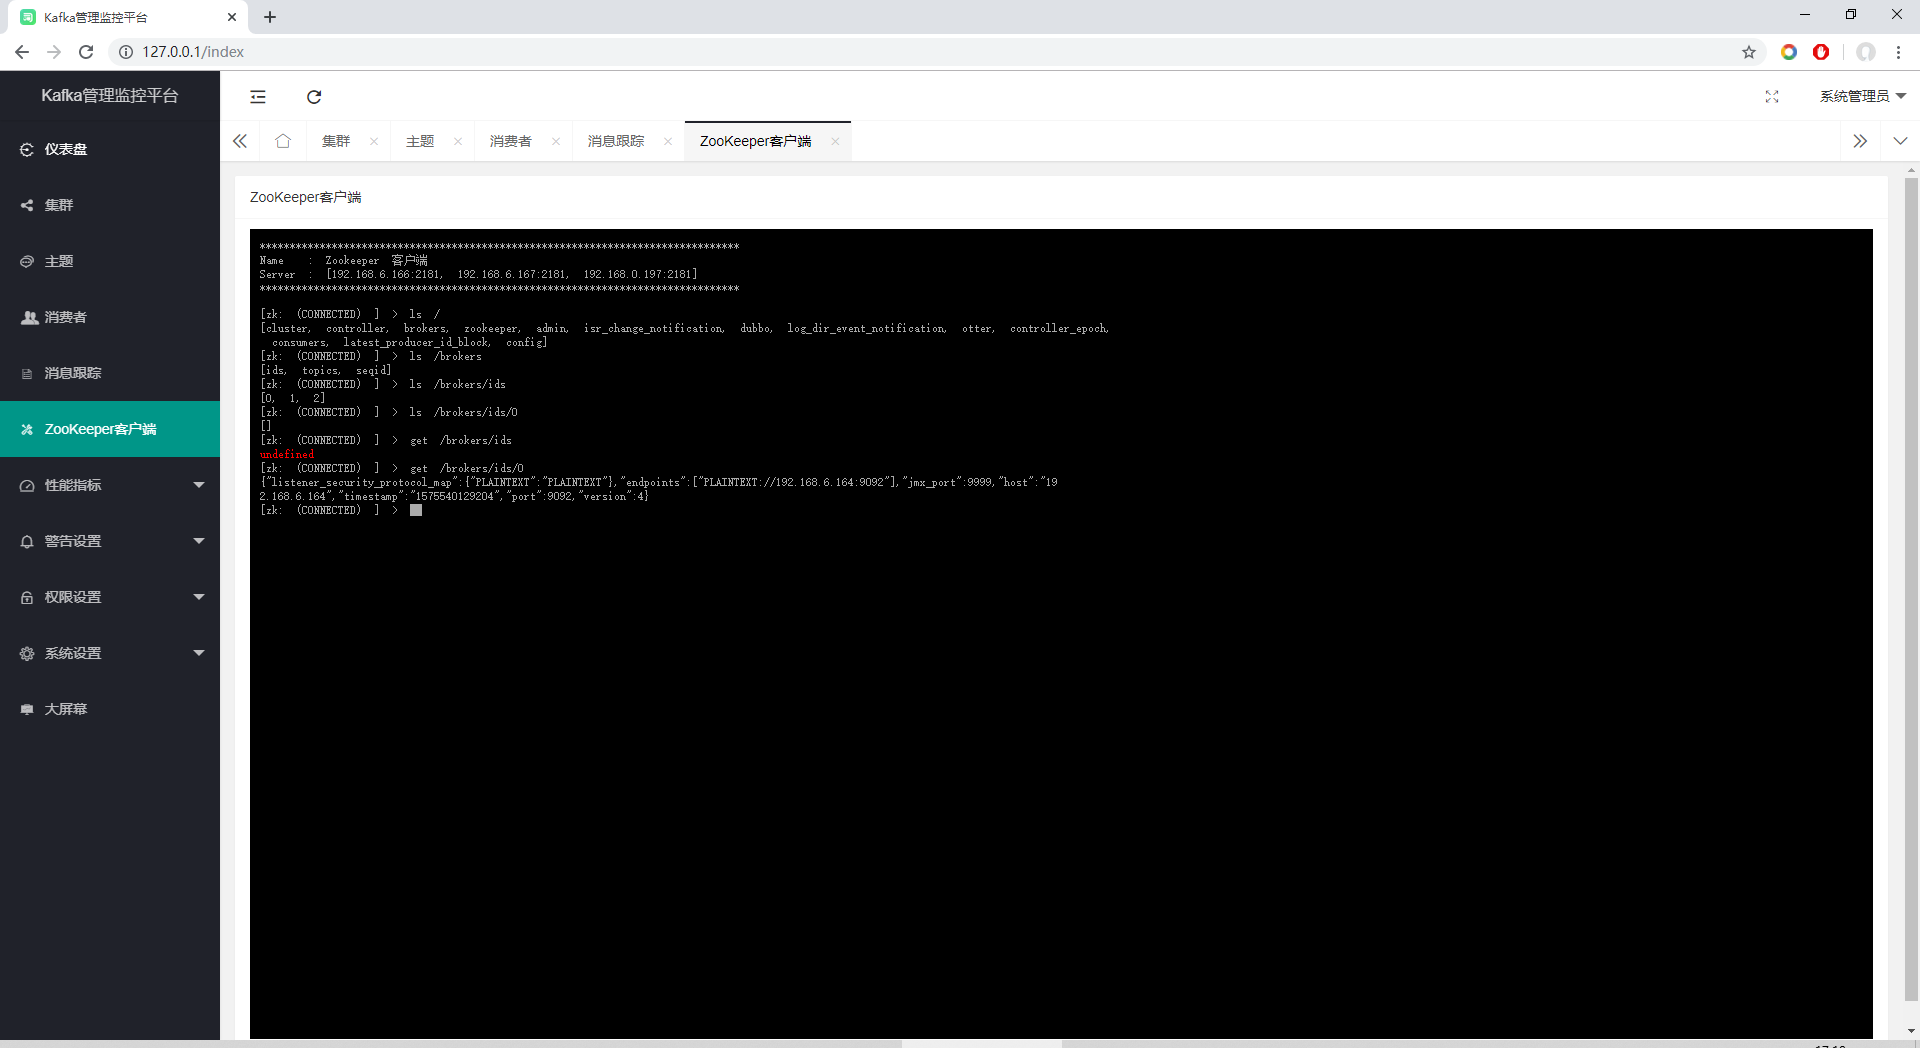 Kafka管理监控平台
127.0.0.1/index
Kafka管理监控平台
系统管理员
仪表盘
集群
主题
消费者
消息跟踪
ZooKeeper客户端
性能指标
警告设置
权限设置
系统设置
大屏幕
集群 主题 消费者 消息跟踪 ZooKeeper客户端
ZooKeeper客户端
********************************************************************************
Name : Zookeeper 客户端
Server : [192.168.6.166:2181, 192.168.6.167:2181, 192.168.0.197:2181]
********************************************************************************
[zk: (CONNECTED) ] > ls /
[cluster, controller, brokers, zookeeper, admin, isr_change_notification, dubbo, log_dir_event_notification, otter, controller_epoch,
consumers, latest_producer_id_block, config]
[zk: (CONNECTED) ] > ls /brokers
[ids, topics, seqid]
[zk: (CONNECTED) ] > ls /brokers/ids
[0, 1, 2]
[zk: (CONNECTED) ] > ls /brokers/ids/0
[]
[zk: (CONNECTED) ] > get /brokers/ids
undefined
[zk: (CONNECTED) ] > get /brokers/ids/0
{"listener_security_protocol_map":{"PLAINTEXT":"PLAINTEXT"},"endpoints":["PLAINTEXT://192.168.6.164:9092"],"jmx_port":9999,"host":"19
2.168.6.164","timestamp":"1575540129204","port":9092,"version":4}
[zk: (CONNECTED) ] >